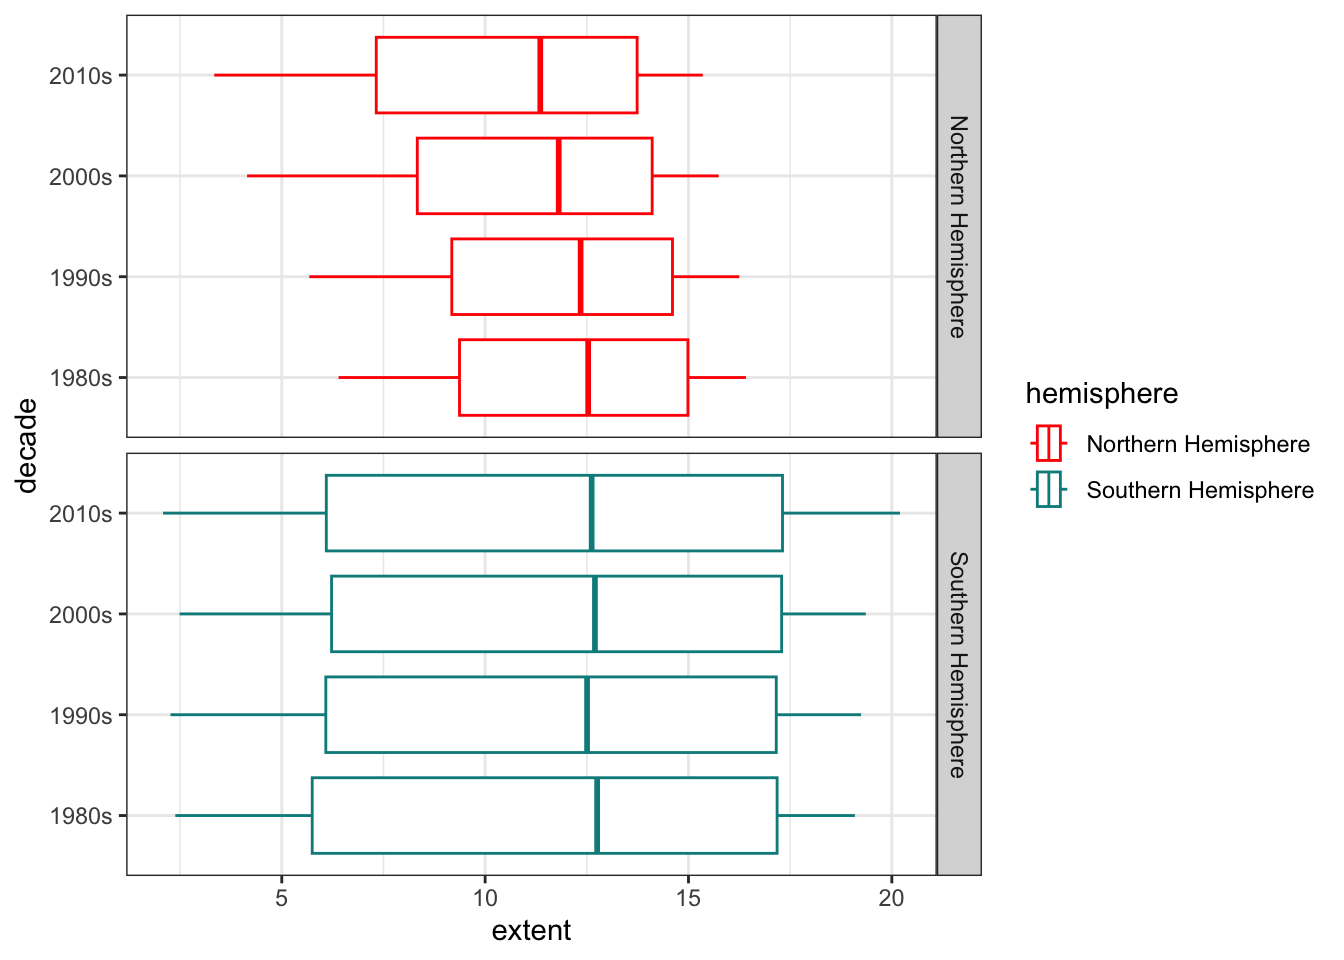 2010s
2000s
1990s
1980s
Northern Hemisphere
2010s
2000s
1990s
1980s
Southern Hemisphere
decade
5 10 15 20
extent
hemisphere
Northern Hemisphere
Southern Hemisphere